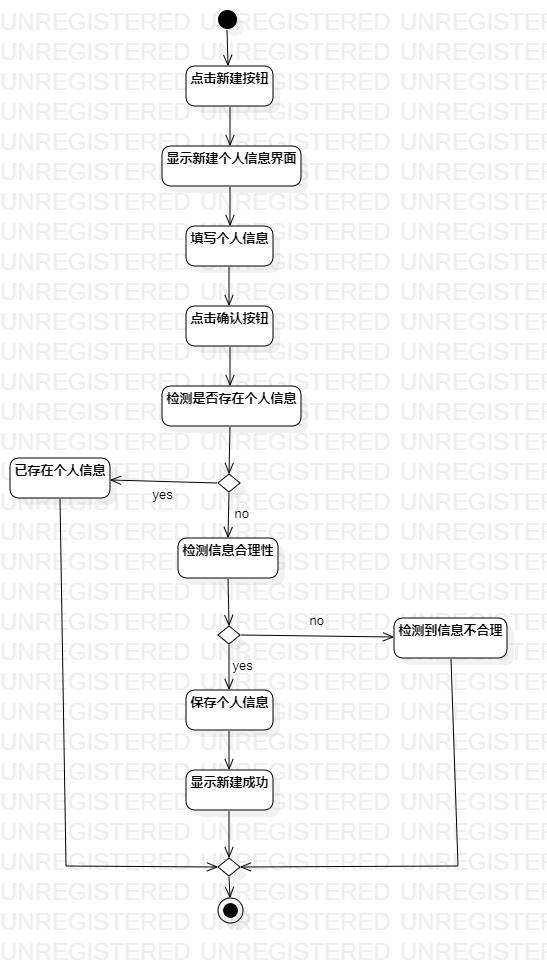 点击新建按钮
显示新建个人信息界面
填写个人信息
点击确认按钮
检测是否存在个人信息
已存在个人信息
yes
no
检测信息合理性
no
检测到信息不合理
yes
保存个人信息
显示新建成功
UNREGISTERED